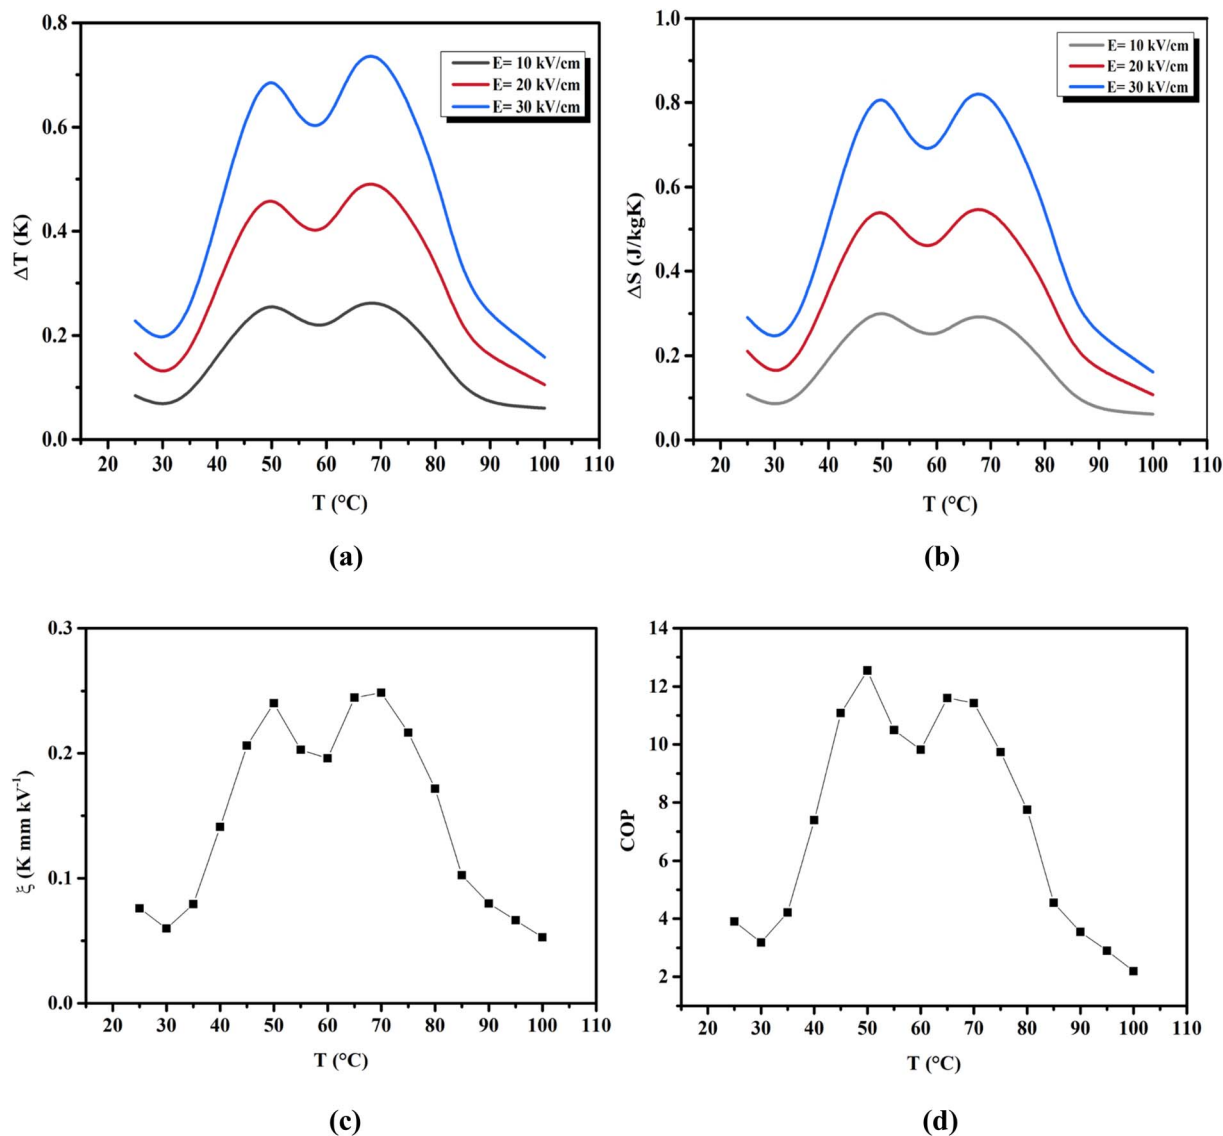 0.8
0.6
0.4
0.2
0.0
ΔT (K)
E= 10 kV/cm
E= 20 kV/cm
E= 30 kV/cm
20 30 40 50 60 70 80 90 100 110
T (°C)
(a)
1.0
0.8
0.6
0.4
0.2
0.0
ΔS (J/kgK)
E= 10 kV/cm
E= 20 kV/cm
E= 30 kV/cm
20 30 40 50 60 70 80 90 100 110
T (°C)
(b)
0.3
0.2
0.1
0.0
ξ (K mm kV⁻¹)
20 30 40 50 60 70 80 90 100 110
T (°C)
(c)
14
12
10
8
6
4
2
COP
20 30 40 50 60 70 80 90 100 110
T (°C)
(d)